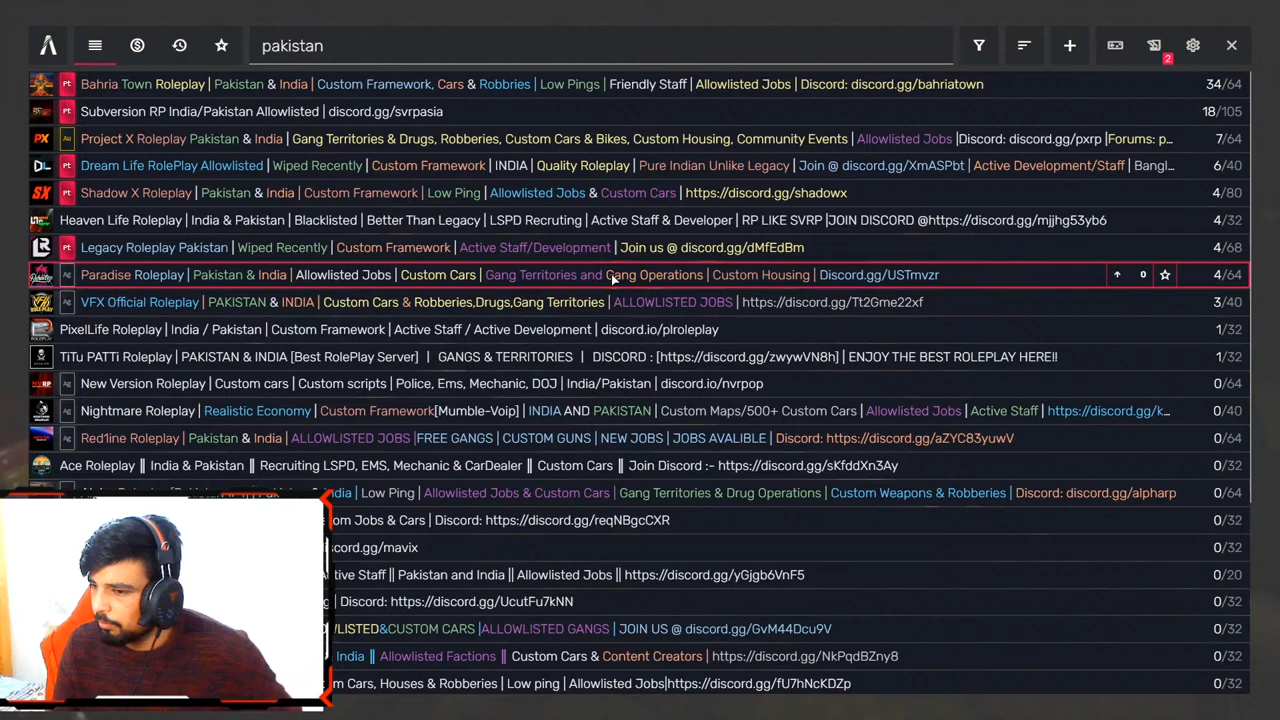 pakistan
2
Pt Bahria Town Roleplay | Pakistan & India | Custom Framework, Cars & Robbries | Low Pings | Friendly Staff | Allowlisted Jobs | Discord: discord.gg/bahriatown 34/64
Pt Subversion RP India/Pakistan Allowlisted | discord.gg/svrpasia 18/105
PX Au Project X Roleplay Pakistan & India | Gang Territories & Drugs, Robberies, Custom Cars & Bikes, Custom Housing, Community Events | Allowlisted Jobs |Discord: discord.gg/pxrp |Forums: p… 7/64
DL Pt Dream Life RolePlay Allowlisted | Wiped Recently | Custom Framework | INDIA | Quality Roleplay | Pure Indian Unlike Legacy | Join @ discord.gg/XmASPbt | Active Development/Staff | Bangl… 6/40
SX Pt Shadow X Roleplay | Pakistan & India | Custom Framework | Low Ping | Allowlisted Jobs & Custom Cars | https://discord.gg/shadowx 4/80
Heaven Life Roleplay | India & Pakistan | Blacklisted | Better Than Legacy | LSPD Recruting | Active Staff & Developer | RP LIKE SVRP |JOIN DISCORD @https://discord.gg/mjjhg53yb6 4/32
LR Pt Legacy Roleplay Pakistan | Wiped Recently | Custom Framework | Active Staff/Development | Join us @ discord.gg/dMfEdBm 4/68
Ag Paradise Roleplay | Pakistan & India | Allowlisted Jobs | Custom Cars | Gang Territories and Gang Operations | Custom Housing | Discord.gg/USTmvzr 0 4/64
Ag VFX Official Roleplay | PAKISTAN & INDIA | Custom Cars & Robberies,Drugs,Gang Territories | ALLOWLISTED JOBS | https://discord.gg/Tt2Gme22xf 3/40
PixelLife Roleplay | India / Pakistan | Custom Framework | Active Staff / Active Development | discord.io/plroleplay 1/32
TiTu PATTi Roleplay | PAKISTAN & INDIA [Best RolePlay Server] | GANGS & TERRITORIES | DISCORD : [https://discord.gg/zwywVN8h] | ENJOY THE BEST ROLEPLAY HERE!! 1/32
Ag New Version Roleplay | Custom cars | Custom scripts | Police, Ems, Mechanic, DOJ | India/Pakistan | discord.io/nvrpop 0/64
Ag Nightmare Roleplay | Realistic Economy | Custom Framework[Mumble-Voip] | INDIA AND PAKISTAN | Custom Maps/500+ Custom Cars | Allowlisted Jobs | Active Staff | https://discord.gg/k… 0/40
Ag Red1ine Roleplay | Pakistan & India | ALLOWLISTED JOBS |FREE GANGS | CUSTOM GUNS | NEW JOBS | JOBS AVALIBLE | Discord: https://discord.gg/aZYC83yuwV 0/64
Ace Roleplay ‖ India & Pakistan ‖ Recruiting LSPD, EMS, Mechanic & CarDealer ‖ Custom Cars ‖ Join Discord :- https://discord.gg/sKfddXn3Ay 0/32
dia | Low Ping | Allowlisted Jobs & Custom Cars | Gang Territories & Drug Operations | Custom Weapons & Robberies | Discord: discord.gg/alpharp 0/64
om Jobs & Cars | Discord: https://discord.gg/reqNBgcCXR 0/32
cord.gg/mavix 0/32
tive Staff || Pakistan and India || Allowlisted Jobs || https://discord.gg/yGjgb6VnF5 0/20
| Discord: https://discord.gg/UcutFu7kNN 0/32
LISTED&CUSTOM CARS |ALLOWLISTED GANGS | JOIN US @ discord.gg/GvM44Dcu9V 0/32
India ‖ Allowlisted Factions ‖ Custom Cars & Content Creators | https://discord.gg/NkPqdBZny8 0/32
m Cars, Houses & Robberies | Low ping | Allowlisted Jobs|https://discord.gg/fU7hNcKDZp 0/32